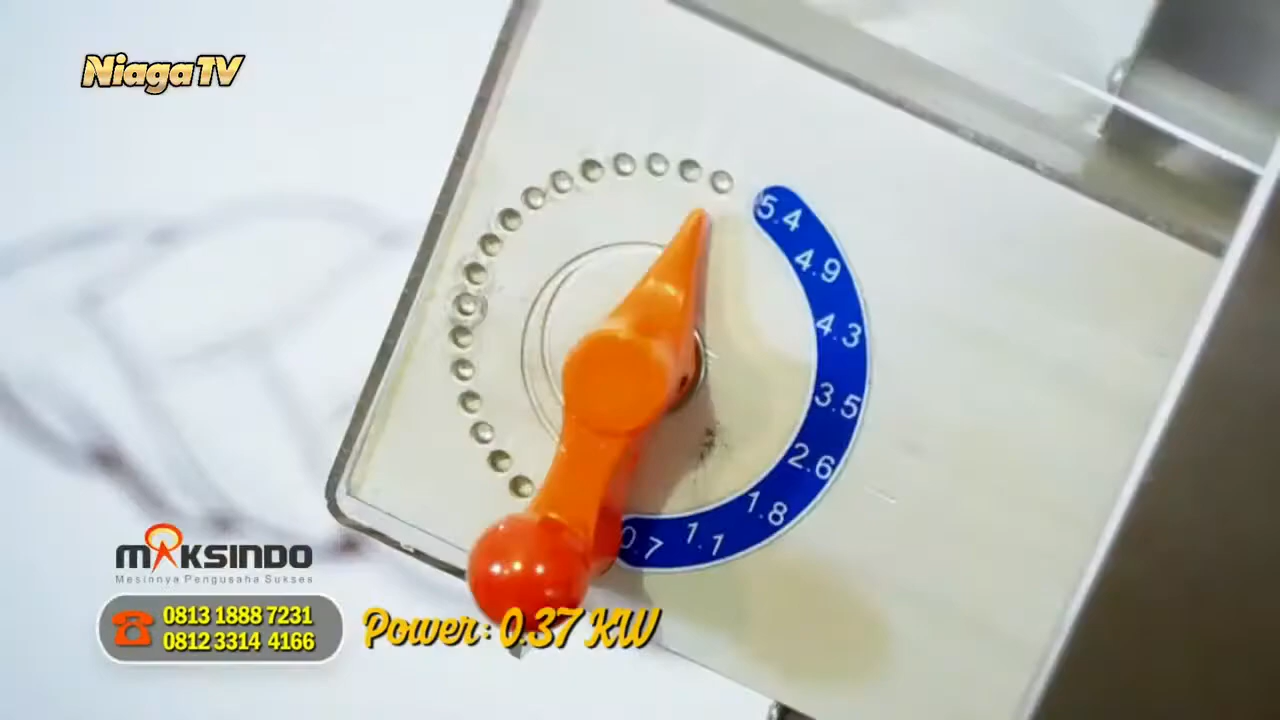 NiagaTV
5.4
4.9
4.3
3.5
2.6
1.8
1.1
0.7
MAKSINDO
Mesinnya Pengusaha Sukses
0813 1888 7231
0812 3314 4166
Power: 0.37 KW